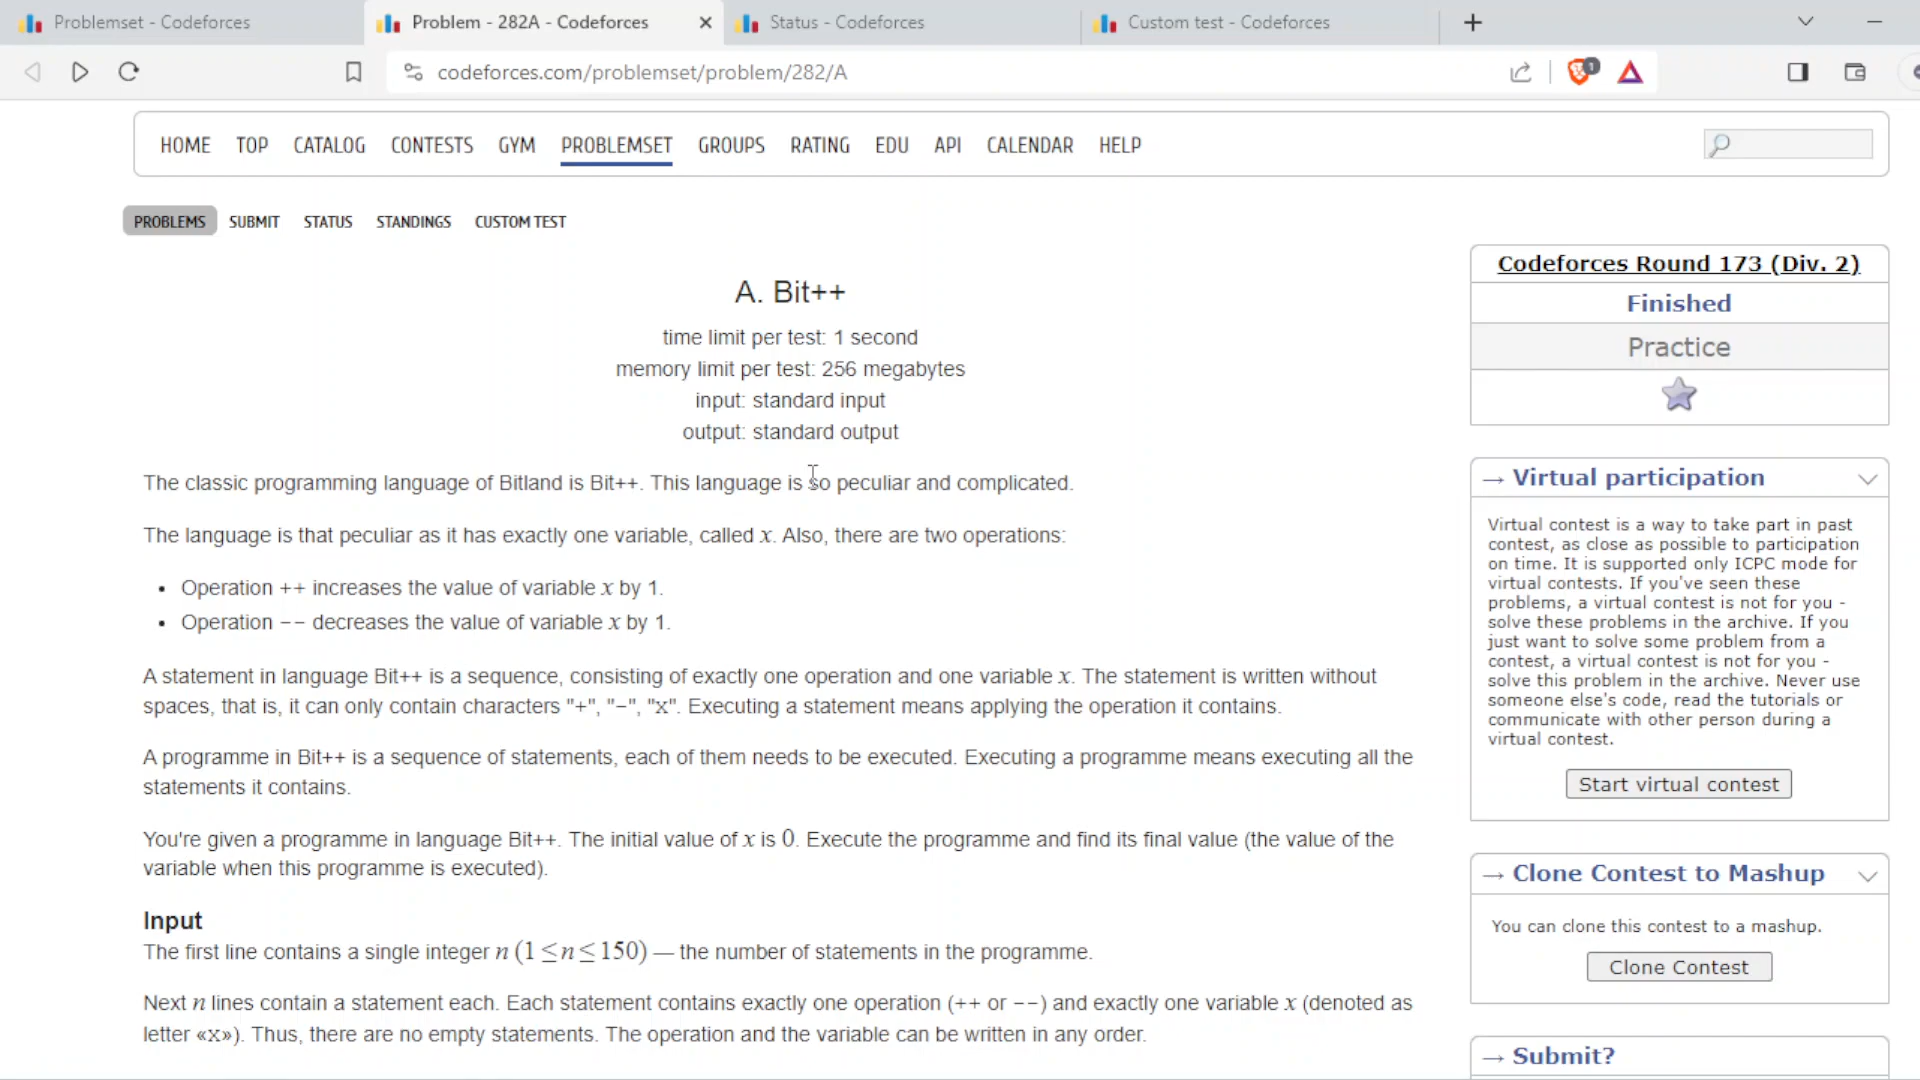 Problemset - Codeforces
Problem - 282A - Codeforces
Status - Codeforces
Custom test - Codeforces
codeforces.com/problemset/problem/282/A
1
HOME TOP CATALOG CONTESTS GYM PROBLEMSET GROUPS RATING EDU API CALENDAR HELP
PROBLEMS SUBMIT STATUS STANDINGS CUSTOM TEST
A. Bit++
time limit per test: 1 second
memory limit per test: 256 megabytes
input: standard input
output: standard output
The classic programming language of Bitland is Bit++. This language is so peculiar and complicated.
The language is that peculiar as it has exactly one variable, called x. Also, there are two operations:
• Operation ++ increases the value of variable x by 1.
• Operation -- decreases the value of variable x by 1.
A statement in language Bit++ is a sequence, consisting of exactly one operation and one variable x. The statement is written without
spaces, that is, it can only contain characters "+", "-", "x". Executing a statement means applying the operation it contains.
A programme in Bit++ is a sequence of statements, each of them needs to be executed. Executing a programme means executing all the
statements it contains.
You're given a programme in language Bit++. The initial value of x is 0. Execute the programme and find its final value (the value of the
variable when this programme is executed).
Input
The first line contains a single integer n (1 ≤ n ≤ 150) — the number of statements in the programme.
Next n lines contain a statement each. Each statement contains exactly one operation (++ or --) and exactly one variable x (denoted as
letter «x»). Thus, there are no empty statements. The operation and the variable can be written in any order.
Codeforces Round 173 (Div. 2)
Finished
Practice
→ Virtual participation
Virtual contest is a way to take part in past
contest, as close as possible to participation
on time. It is supported only ICPC mode for
virtual contests. If you've seen these
problems, a virtual contest is not for you -
solve these problems in the archive. If you
just want to solve some problem from a
contest, a virtual contest is not for you -
solve this problem in the archive. Never use
someone else's code, read the tutorials or
communicate with other person during a
virtual contest.
Start virtual contest
→ Clone Contest to Mashup
You can clone this contest to a mashup.
Clone Contest
→ Submit?